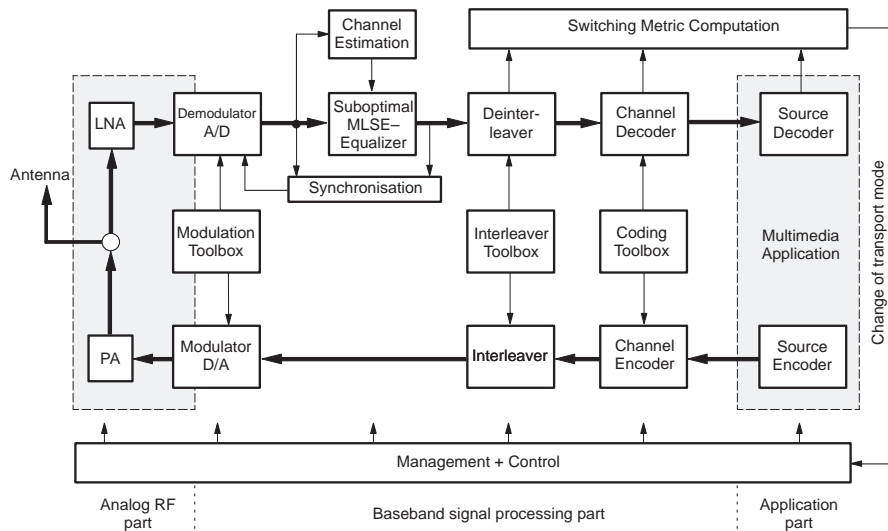 Channel
Estimation
Switching Metric Computation
LNA
Demodulator
A/D
Suboptimal
MLSE–
Equalizer
Deinter-
leaver
Channel
Decoder
Source
Decoder
Antenna
Synchronisation
Modulation
Toolbox
Interleaver
Toolbox
Coding
Toolbox
Multimedia
Application
Change of transport mode
PA
Modulator
D/A
Interleaver
Channel
Encoder
Source
Encoder
Management + Control
Analog RF
part
Baseband signal processing part
Application
part